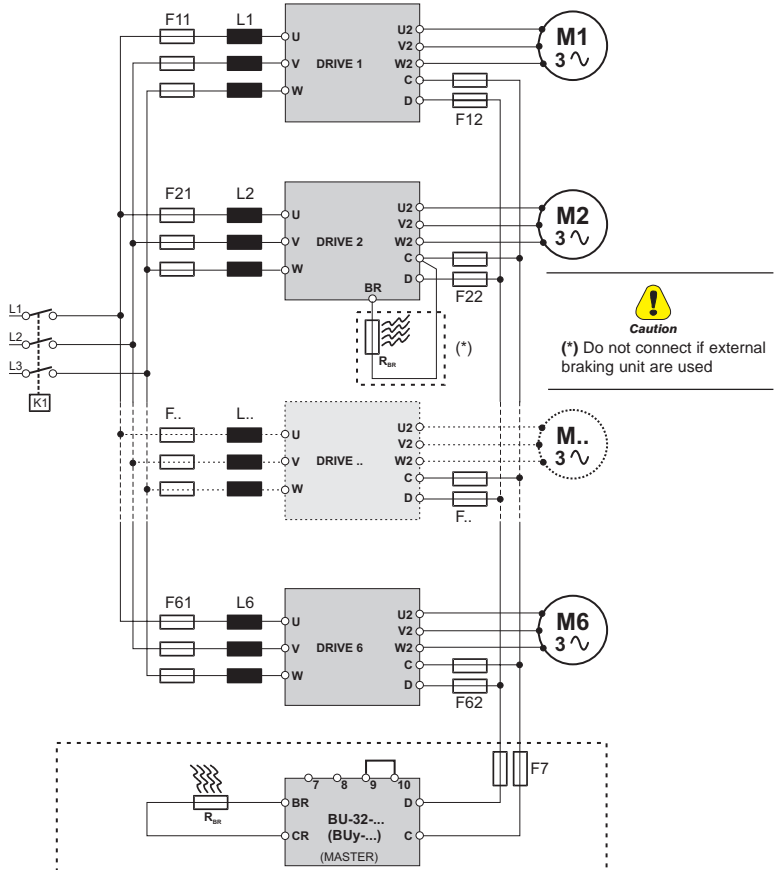 F11 L1
U
V
W
DRIVE 1
U2
V2
W2
C
D
F12
M1
3 ∿
F21 L2
U
V
W
DRIVE 2
U2
V2
W2
C
D
BR
F22
M2
3 ∿
RBR
(*)
Caution
(*) Do not connect if external
braking unit are used
L1
L2
L3
K1
F.. L..
U
V
W
DRIVE ..
U2
V2
W2
C
D
F..
M..
3 ∿
F61 L6
U
V
W
DRIVE 6
U2
V2
W2
C
D
F62
M6
3 ∿
F7
7 8 9 10
RBR
BR
CR
BU-32-...
(BUy-...)
(MASTER)
D
C